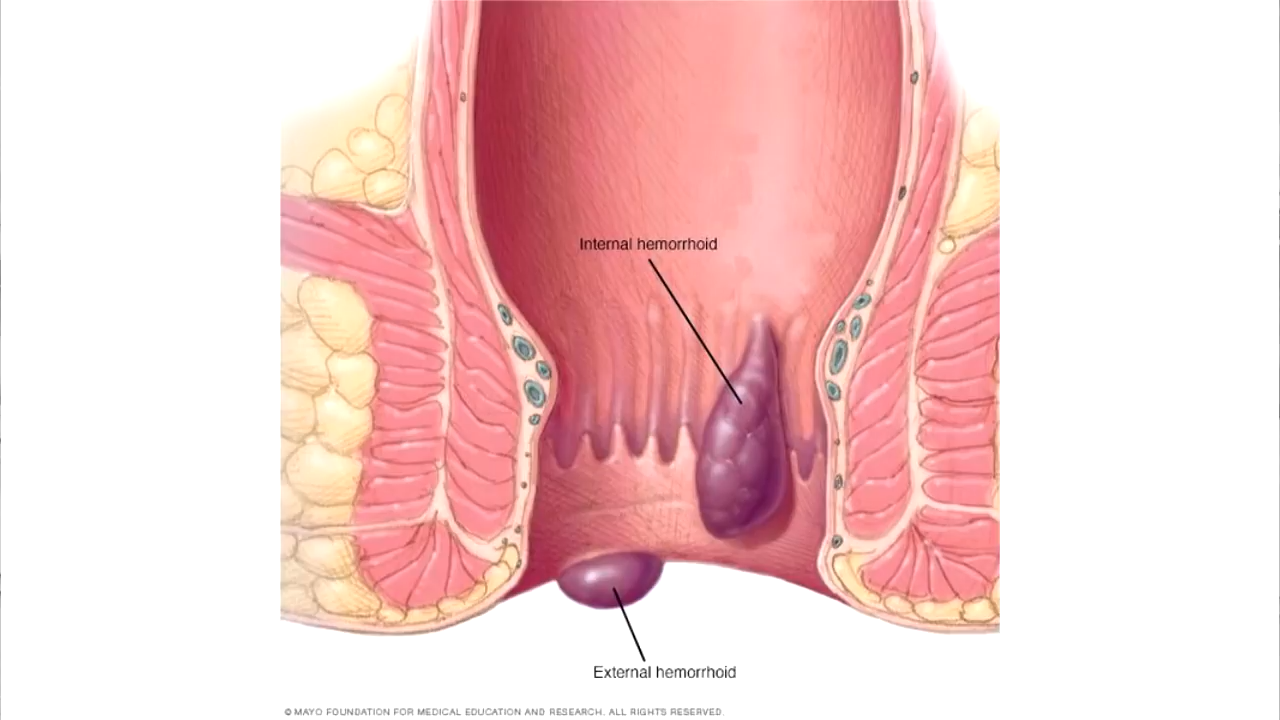 Internal hemorrhoid
External hemorrhoid
© MAYO FOUNDATION FOR MEDICAL EDUCATION AND RESEARCH. ALL RIGHTS RESERVED.